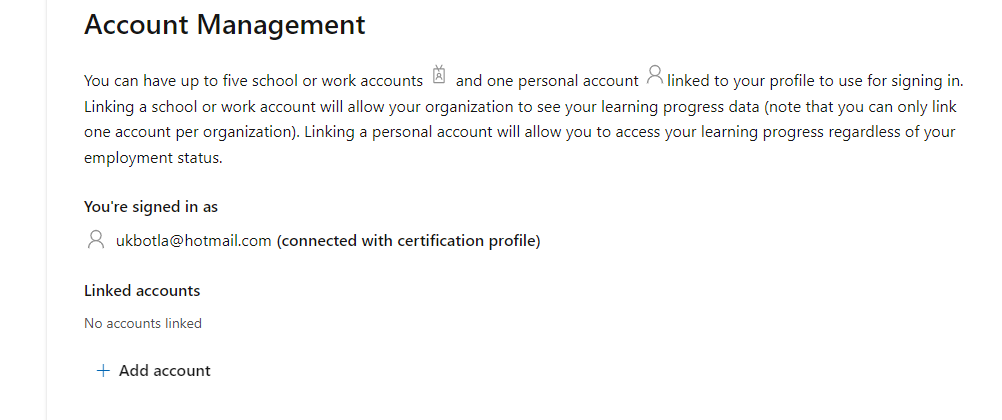 Account Management
You can have up to five school or work accounts and one personal account linked to your profile to use for signing in.
Linking a school or work account will allow your organization to see your learning progress data (note that you can only link
one account per organization). Linking a personal account will allow you to access your learning progress regardless of your
employment status.
You're signed in as
ukbotla@hotmail.com (connected with certification profile)
Linked accounts
No accounts linked
+ Add account